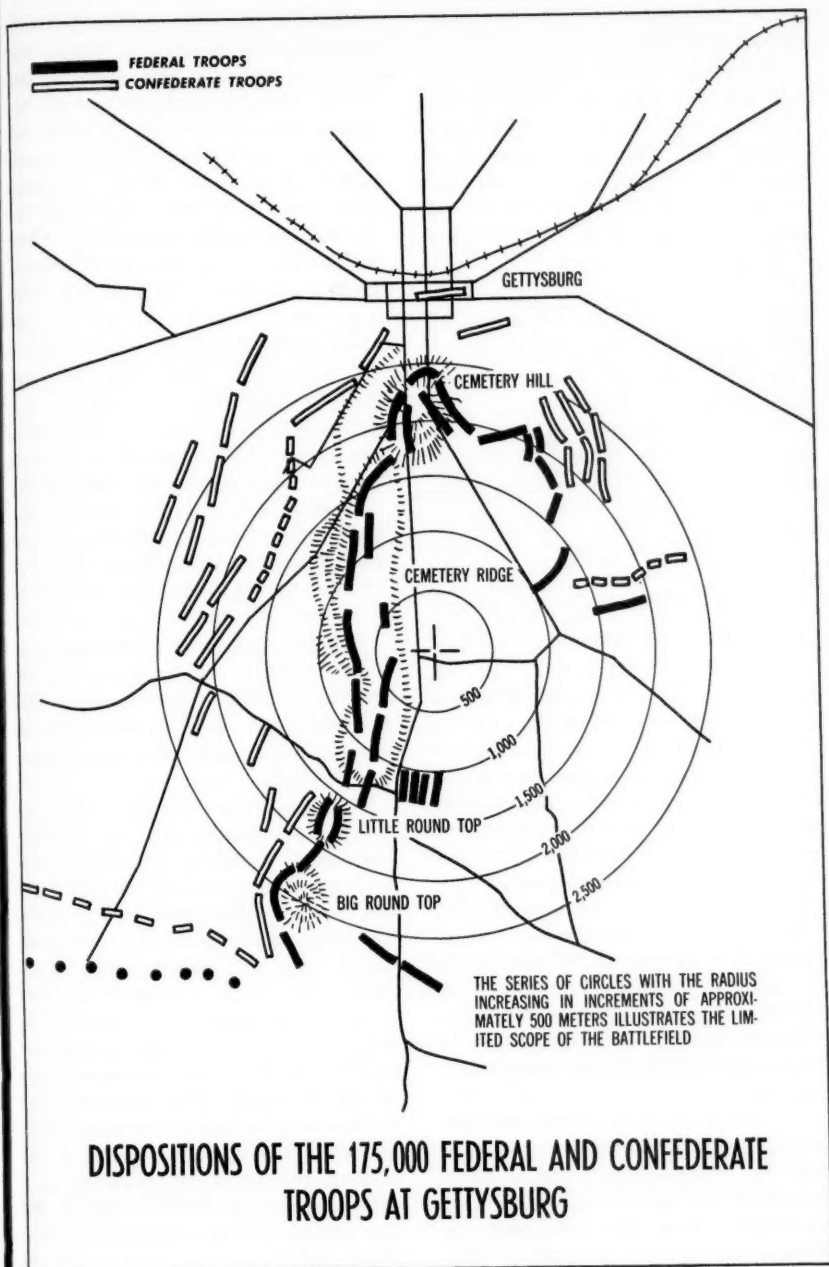 FEDERAL TROOPS
CONFEDERATE TROOPS
GETTYSBURG
CEMETERY HILL
CEMETERY RIDGE
500
1,000
1,500
LITTLE ROUND TOP
2,000
2,500
BIG ROUND TOP
THE SERIES OF CIRCLES WITH THE RADIUS
INCREASING IN INCREMENTS OF APPROXI-
MATELY 500 METERS ILLUSTRATES THE LIM-
ITED SCOPE OF THE BATTLEFIELD
DISPOSITIONS OF THE 175,000 FEDERAL AND CONFEDERATE
TROOPS AT GETTYSBURG